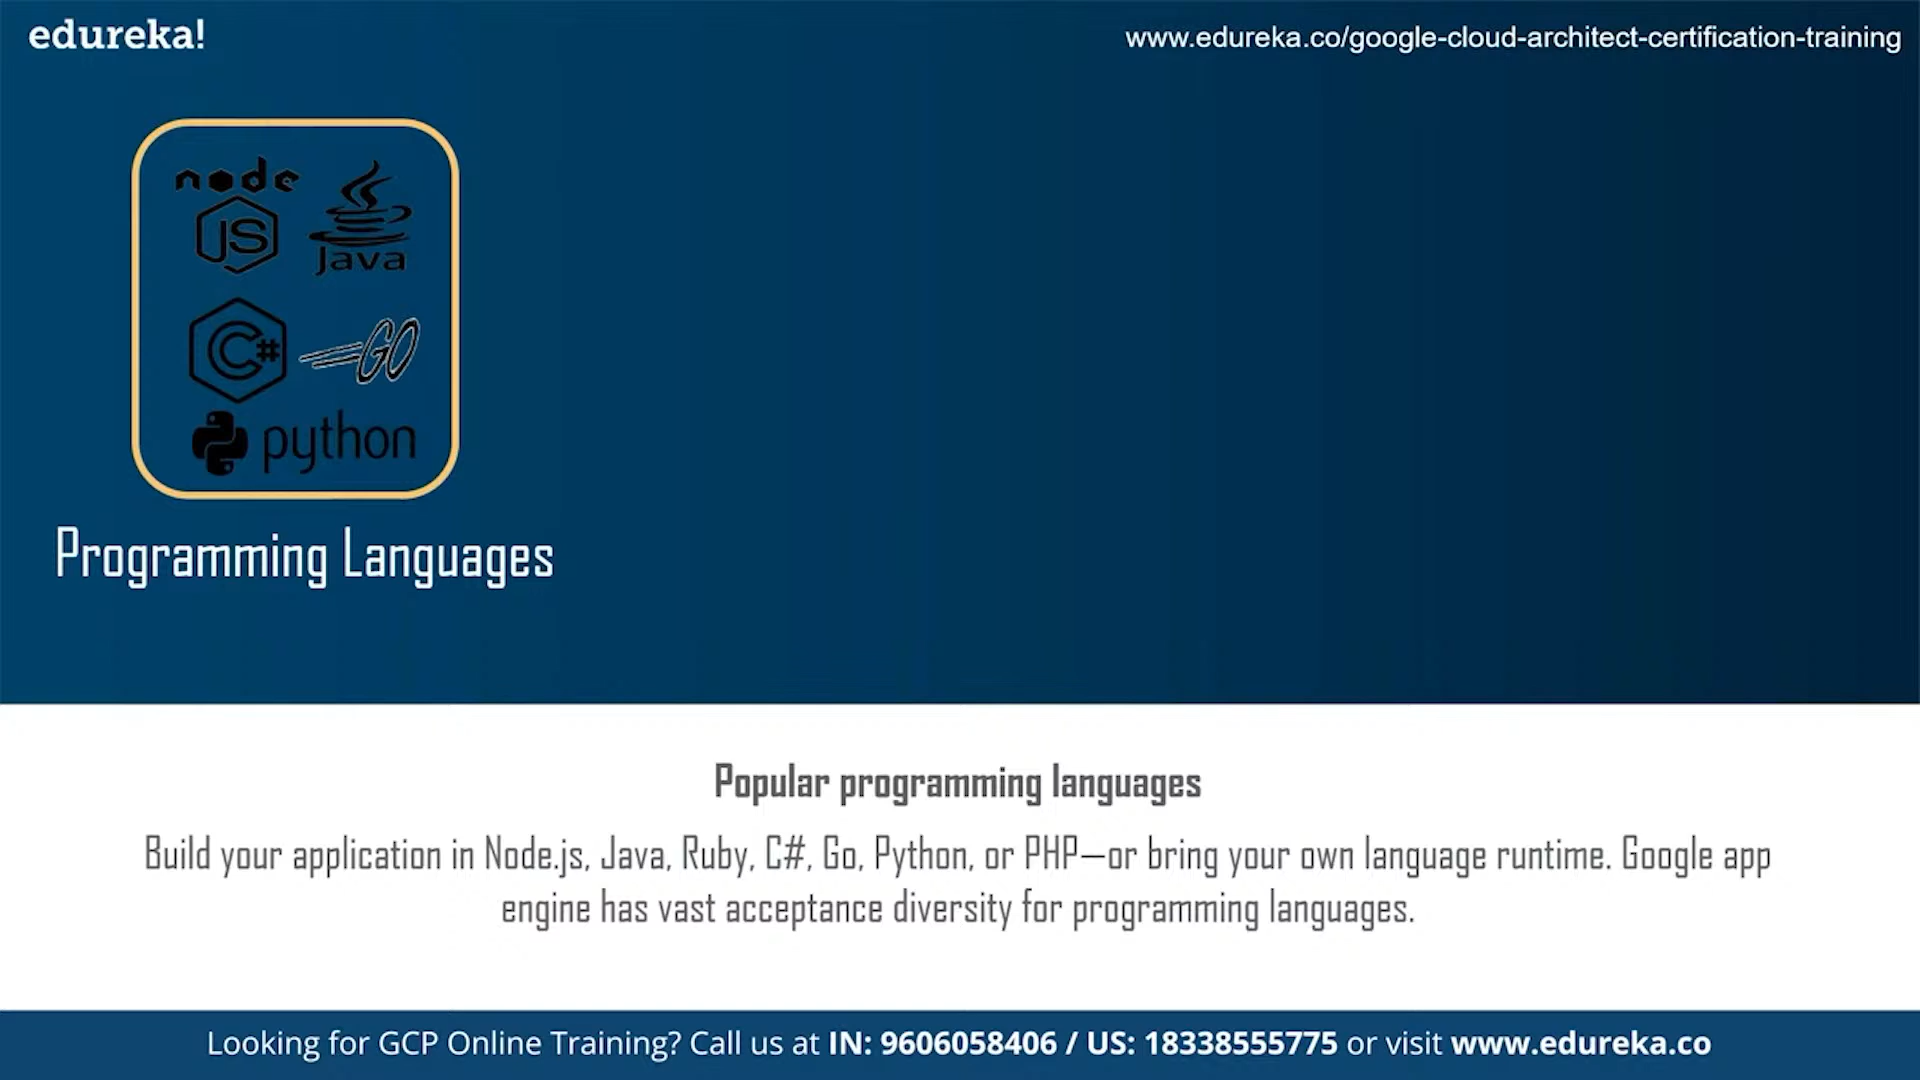 edureka!
www.edureka.co/google-cloud-architect-certification-training
node
JS
Java
C#
GO
python
Programming Languages
Popular programming languages
Build your application in Node.js, Java, Ruby, C#, Go, Python, or PHP—or bring your own language runtime. Google app
engine has vast acceptance diversity for programming languages.
Looking for GCP Online Training? Call us at IN: 9606058406 / US: 18338555775 or visit www.edureka.co